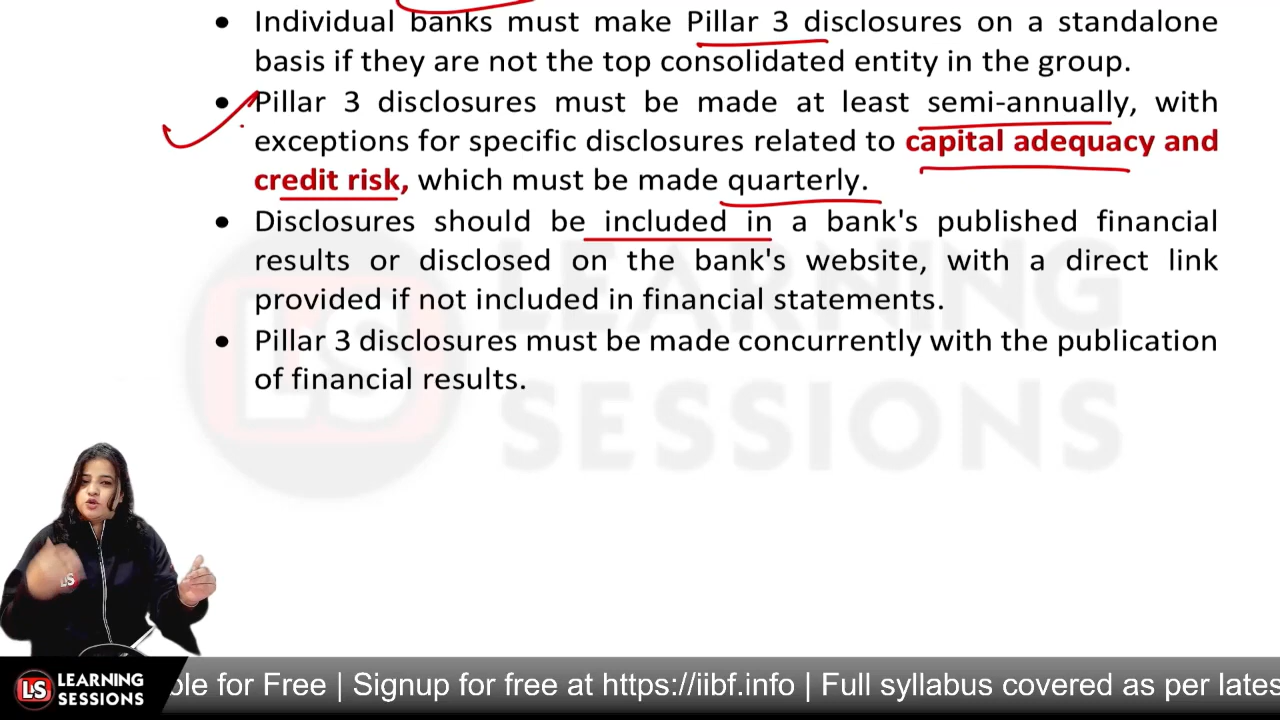 • Individual banks must make Pillar 3 disclosures on a standalone
basis if they are not the top consolidated entity in the group.
• Pillar 3 disclosures must be made at least semi-annually, with
exceptions for specific disclosures related to capital adequacy and
credit risk, which must be made quarterly.
• Disclosures should be included in a bank's published financial
results or disclosed on the bank's website, with a direct link
provided if not included in financial statements.
• Pillar 3 disclosures must be made concurrently with the publication
of financial results.
LS
LEARNING
SESSIONS
LS
LS
LEARNING
SESSIONS
for Free | Signup for free at https://iibf.info | Full syllabus covered as per